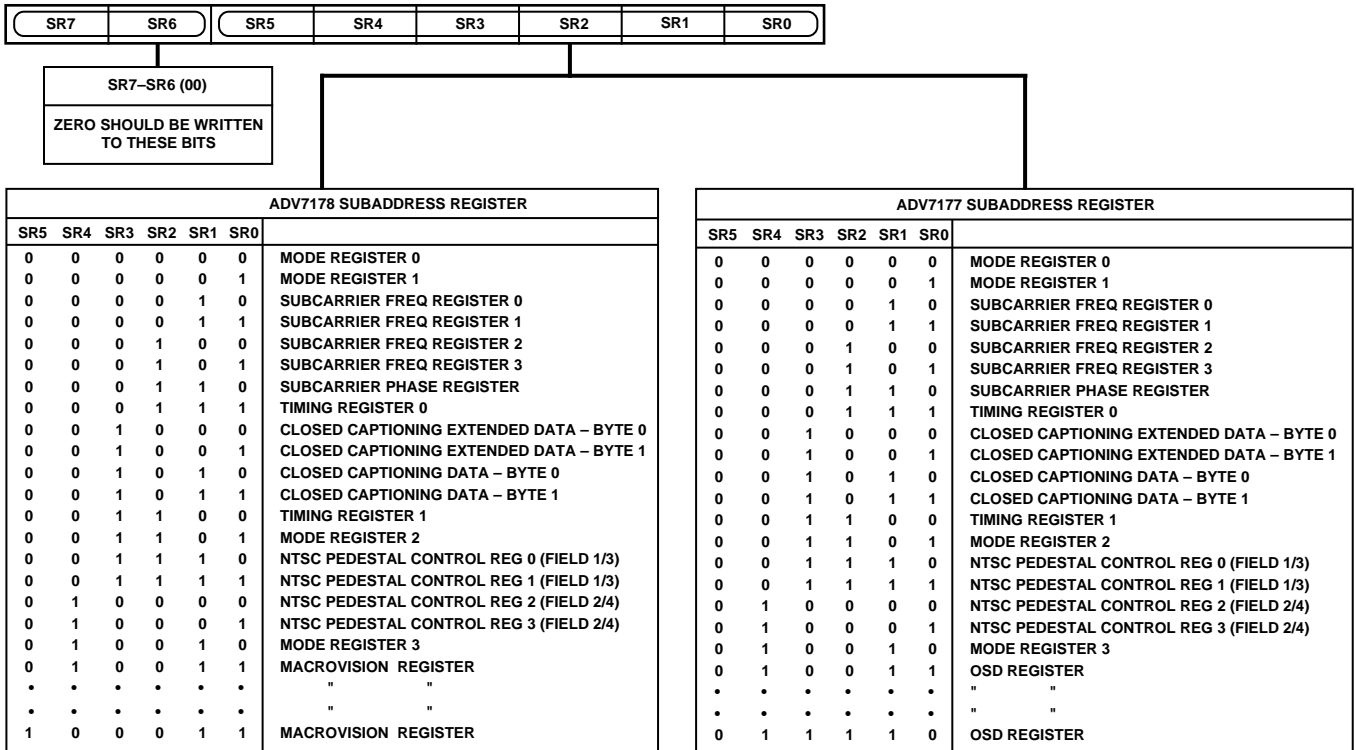 SR7 SR6 SR5 SR4 SR3 SR2 SR1 SR0
SR7–SR6 (00)
ZERO SHOULD BE WRITTEN
TO THESE BITS
ADV7178 SUBADDRESS REGISTER
SR5 SR4 SR3 SR2 SR1 SR0
0 0 0 0 0 0 MODE REGISTER 0
0 0 0 0 0 1 MODE REGISTER 1
0 0 0 0 1 0 SUBCARRIER FREQ REGISTER 0
0 0 0 0 1 1 SUBCARRIER FREQ REGISTER 1
0 0 0 1 0 0 SUBCARRIER FREQ REGISTER 2
0 0 0 1 0 1 SUBCARRIER FREQ REGISTER 3
0 0 0 1 1 0 SUBCARRIER PHASE REGISTER
0 0 0 1 1 1 TIMING REGISTER 0
0 0 1 0 0 0 CLOSED CAPTIONING EXTENDED DATA – BYTE 0
0 0 1 0 0 1 CLOSED CAPTIONING EXTENDED DATA – BYTE 1
0 0 1 0 1 0 CLOSED CAPTIONING DATA – BYTE 0
0 0 1 0 1 1 CLOSED CAPTIONING DATA – BYTE 1
0 0 1 1 0 0 TIMING REGISTER 1
0 0 1 1 0 1 MODE REGISTER 2
0 0 1 1 1 0 NTSC PEDESTAL CONTROL REG 0 (FIELD 1/3)
0 0 1 1 1 1 NTSC PEDESTAL CONTROL REG 1 (FIELD 1/3)
0 1 0 0 0 0 NTSC PEDESTAL CONTROL REG 2 (FIELD 2/4)
0 1 0 0 0 1 NTSC PEDESTAL CONTROL REG 3 (FIELD 2/4)
0 1 0 0 1 0 MODE REGISTER 3
0 1 0 0 1 1 MACROVISION REGISTER
• • • • • • " "
• • • • • • " "
1 0 0 0 1 1 MACROVISION REGISTER
ADV7177 SUBADDRESS REGISTER
SR5 SR4 SR3 SR2 SR1 SR0
0 0 0 0 0 0 MODE REGISTER 0
0 0 0 0 0 1 MODE REGISTER 1
0 0 0 0 1 0 SUBCARRIER FREQ REGISTER 0
0 0 0 0 1 1 SUBCARRIER FREQ REGISTER 1
0 0 0 1 0 0 SUBCARRIER FREQ REGISTER 2
0 0 0 1 0 1 SUBCARRIER FREQ REGISTER 3
0 0 0 1 1 0 SUBCARRIER PHASE REGISTER
0 0 0 1 1 1 TIMING REGISTER 0
0 0 1 0 0 0 CLOSED CAPTIONING EXTENDED DATA – BYTE 0
0 0 1 0 0 1 CLOSED CAPTIONING EXTENDED DATA – BYTE 1
0 0 1 0 1 0 CLOSED CAPTIONING DATA – BYTE 0
0 0 1 0 1 1 CLOSED CAPTIONING DATA – BYTE 1
0 0 1 1 0 0 TIMING REGISTER 1
0 0 1 1 0 1 MODE REGISTER 2
0 0 1 1 1 0 NTSC PEDESTAL CONTROL REG 0 (FIELD 1/3)
0 0 1 1 1 1 NTSC PEDESTAL CONTROL REG 1 (FIELD 1/3)
0 1 0 0 0 0 NTSC PEDESTAL CONTROL REG 2 (FIELD 2/4)
0 1 0 0 0 1 NTSC PEDESTAL CONTROL REG 3 (FIELD 2/4)
0 1 0 0 1 0 MODE REGISTER 3
0 1 0 0 1 1 OSD REGISTER
• • • • • • " "
• • • • • • " "
0 1 1 1 1 0 OSD REGISTER